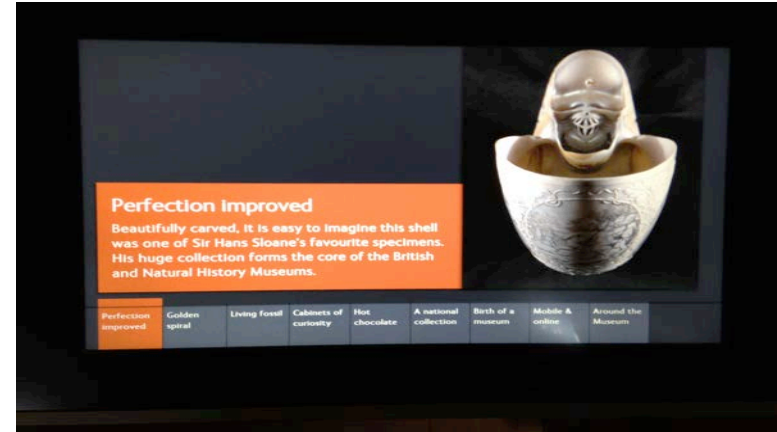 Perfection improved
Beautifully carved, it is easy to imagine this shell
was one of Sir Hans Sloane's favourite specimens.
His huge collection forms the core of the British
and Natural History Museums.
Perfection
improved
Golden
spiral
Living fossil
Cabinets of
curiosity
Hot
chocolate
A national
collection
Birth of a
museum
Mobile &
online
Around the
Museum